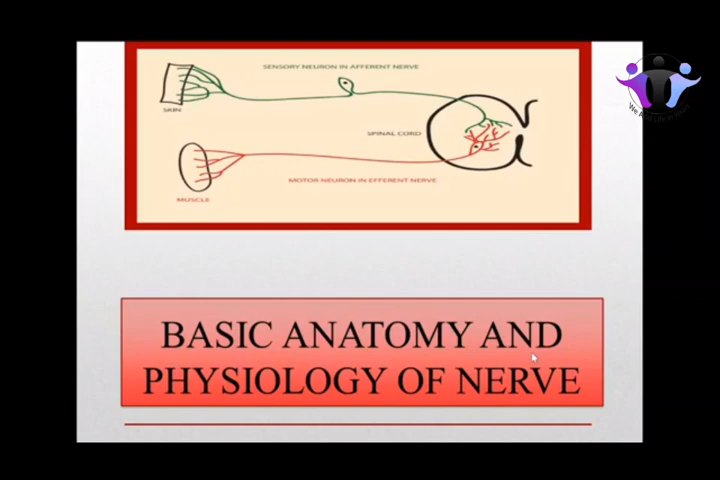 SENSORY NEURON IN AFFERENT NERVE
SKIN
SPINAL CORD
MOTOR NEURON IN EFFERENT NERVE
MUSCLE
BASIC ANATOMY AND
PHYSIOLOGY OF NERVE